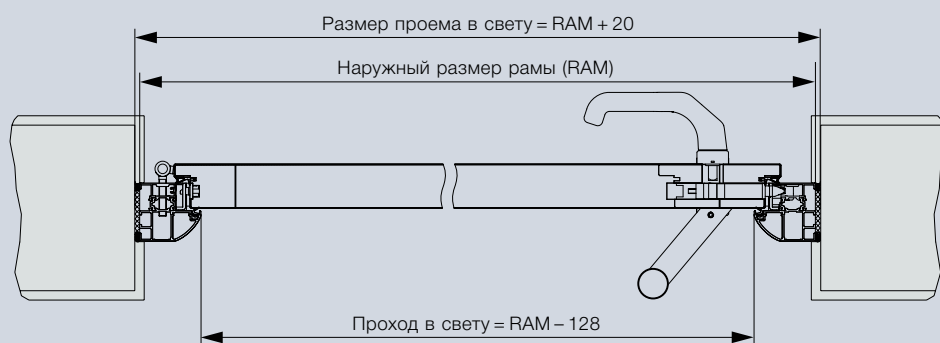 Размер проема в свету = RAM + 20
Наружный размер рамы (RAM)
Проход в свету = RAM – 128